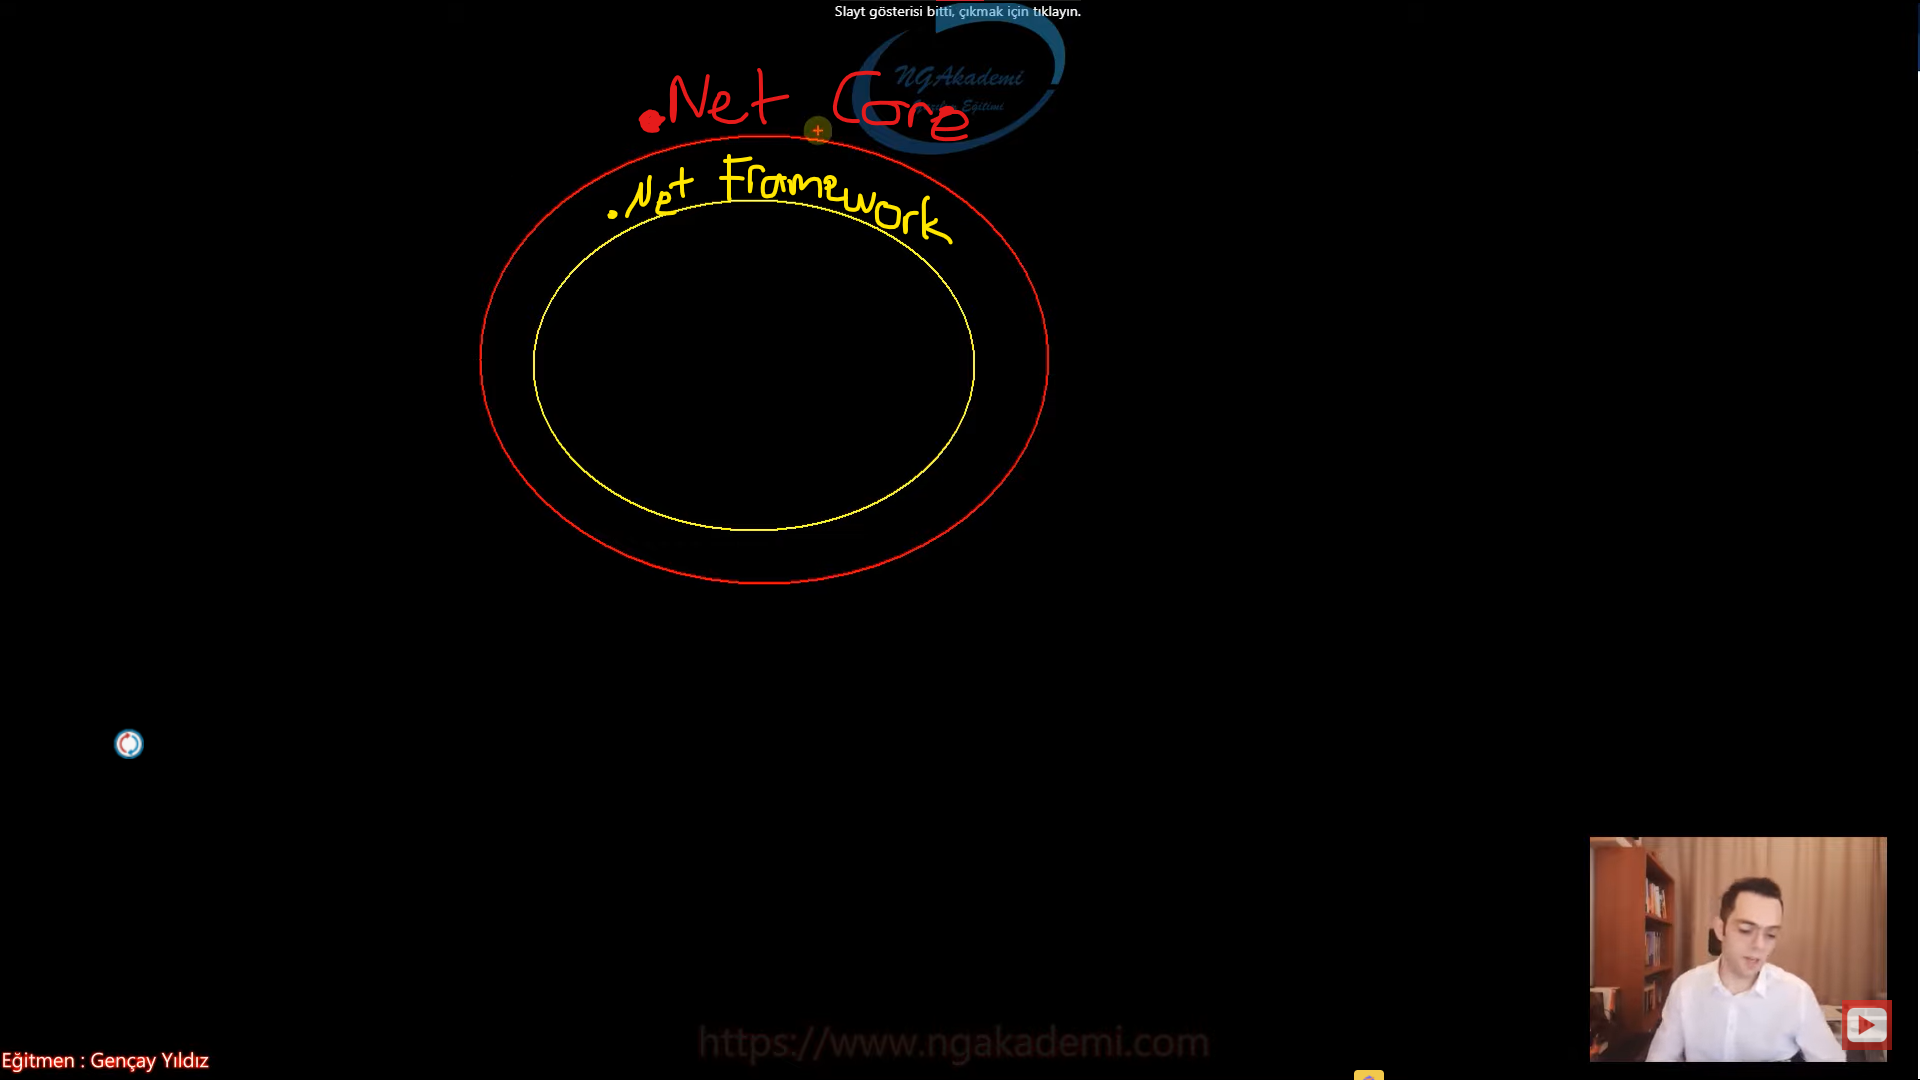 Slayt gösterisi bitti, çıkmak için tıklayın.
NGAkademi
.Net Core
Eğitimi
.Net Framework
https://www.ngakademi.com
Eğitmen : Gençay Yıldız